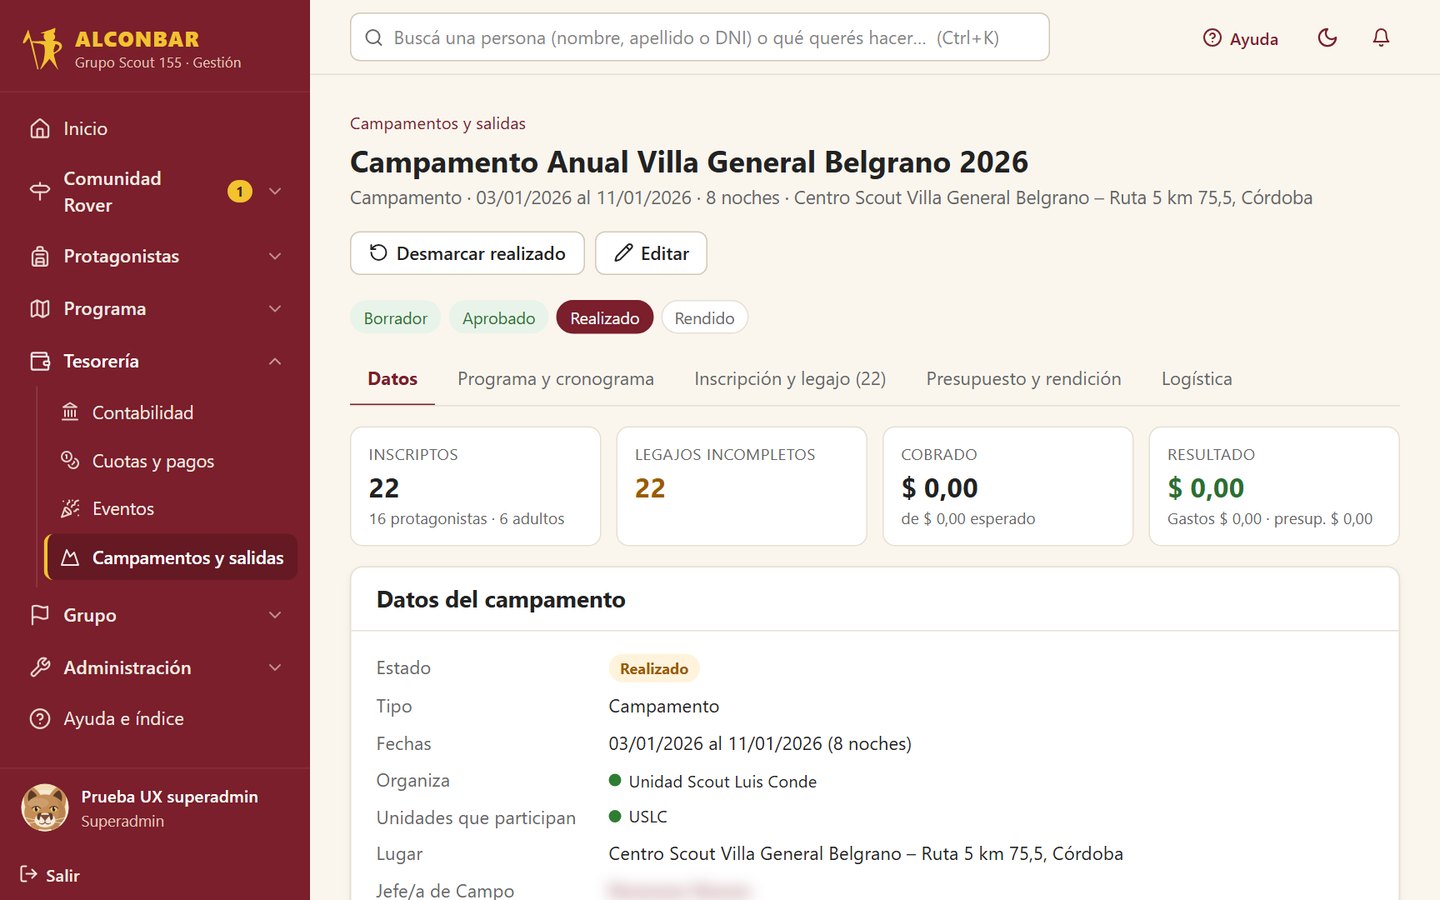 ALCONBAR
Grupo Scout 155 · Gestión
Inicio
Comunidad
Rover
1
Protagonistas
Programa
Tesorería
Contabilidad
Cuotas y pagos
Eventos
Campamentos y salidas
Grupo
Administración
Ayuda e índice
Prueba UX superadmin
Superadmin
Salir
Buscá una persona (nombre, apellido o DNI) o qué querés hacer... (Ctrl+K)
Ayuda
Campamentos y salidas
Campamento Anual Villa General Belgrano 2026
Campamento · 03/01/2026 al 11/01/2026 · 8 noches · Centro Scout Villa General Belgrano – Ruta 5 km 75,5, Córdoba
Desmarcar realizado
Editar
Borrador
Aprobado
Realizado
Rendido
Datos
Programa y cronograma
Inscripción y legajo (22)
Presupuesto y rendición
Logística
INSCRIPTOS
22
16 protagonistas · 6 adultos
LEGAJOS INCOMPLETOS
22
COBRADO
$ 0,00
de $ 0,00 esperado
RESULTADO
$ 0,00
Gastos $ 0,00 · presup. $ 0,00
Datos del campamento
Estado Realizado
Tipo Campamento
Fechas 03/01/2026 al 11/01/2026 (8 noches)
Organiza Unidad Scout Luis Conde
Unidades que participan USLC
Lugar Centro Scout Villa General Belgrano – Ruta 5 km 75,5, Córdoba
Jefe/a de Campo